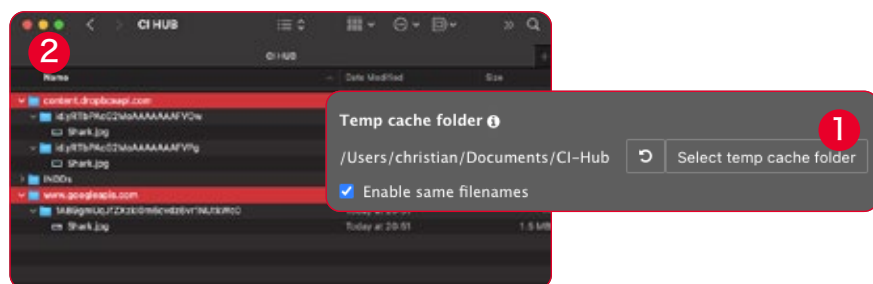 CI HUB
2
CI HUB
Name
Date Modified
Size
content.dropboxapi.com
Shark.jpg
Shark.jpg
INDDs
www.googleapis.com
Shark.jpg
Today at 20:51
1.5 MB
Temp cache folder
1
/Users/christian/Documents/CI-Hub
Select temp cache folder
Enable same filenames